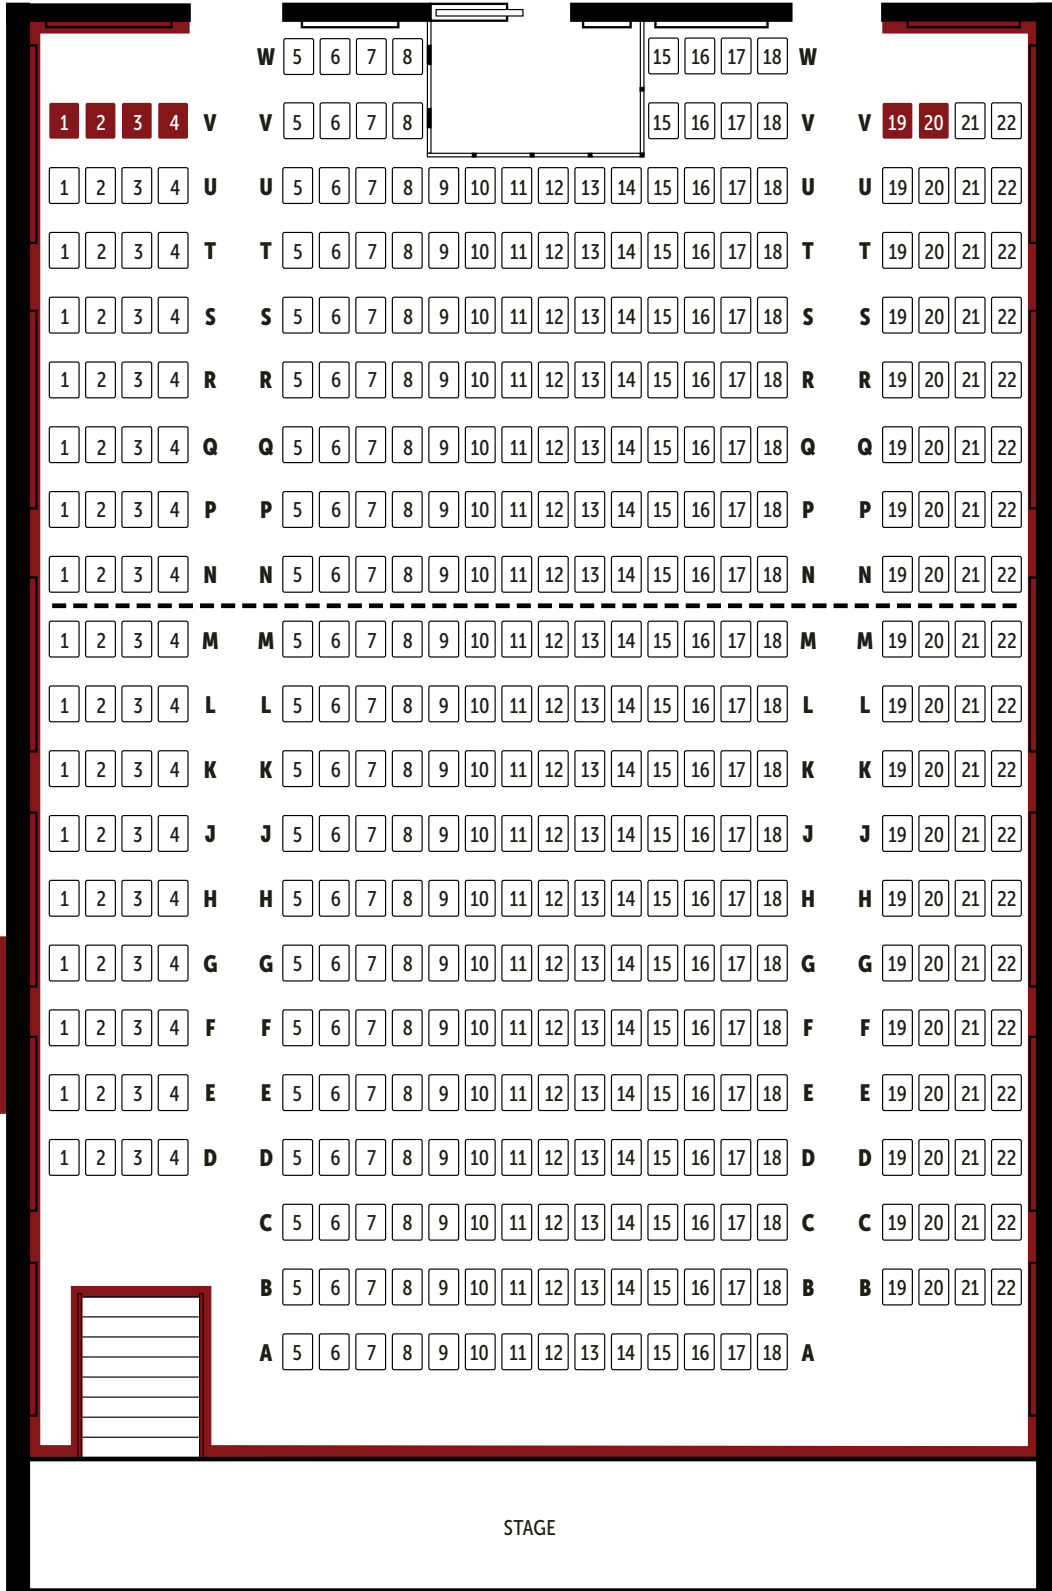 W 5 6 7 8 15 16 17 18 W
1 2 3 4 V V 5 6 7 8 15 16 17 18 V V 19 20 21 22
1 2 3 4 U U 5 6 7 8 9 10 11 12 13 14 15 16 17 18 U U 19 20 21 22
1 2 3 4 T T 5 6 7 8 9 10 11 12 13 14 15 16 17 18 T T 19 20 21 22
1 2 3 4 S S 5 6 7 8 9 10 11 12 13 14 15 16 17 18 S S 19 20 21 22
1 2 3 4 R R 5 6 7 8 9 10 11 12 13 14 15 16 17 18 R R 19 20 21 22
1 2 3 4 Q Q 5 6 7 8 9 10 11 12 13 14 15 16 17 18 Q Q 19 20 21 22
1 2 3 4 P P 5 6 7 8 9 10 11 12 13 14 15 16 17 18 P P 19 20 21 22
1 2 3 4 N N 5 6 7 8 9 10 11 12 13 14 15 16 17 18 N N 19 20 21 22
1 2 3 4 M M 5 6 7 8 9 10 11 12 13 14 15 16 17 18 M M 19 20 21 22
1 2 3 4 L L 5 6 7 8 9 10 11 12 13 14 15 16 17 18 L L 19 20 21 22
1 2 3 4 K K 5 6 7 8 9 10 11 12 13 14 15 16 17 18 K K 19 20 21 22
1 2 3 4 J J 5 6 7 8 9 10 11 12 13 14 15 16 17 18 J J 19 20 21 22
1 2 3 4 H H 5 6 7 8 9 10 11 12 13 14 15 16 17 18 H H 19 20 21 22
1 2 3 4 G G 5 6 7 8 9 10 11 12 13 14 15 16 17 18 G G 19 20 21 22
1 2 3 4 F F 5 6 7 8 9 10 11 12 13 14 15 16 17 18 F F 19 20 21 22
1 2 3 4 E E 5 6 7 8 9 10 11 12 13 14 15 16 17 18 E E 19 20 21 22
1 2 3 4 D D 5 6 7 8 9 10 11 12 13 14 15 16 17 18 D D 19 20 21 22
C 5 6 7 8 9 10 11 12 13 14 15 16 17 18 C C 19 20 21 22
B 5 6 7 8 9 10 11 12 13 14 15 16 17 18 B B 19 20 21 22
A 5 6 7 8 9 10 11 12 13 14 15 16 17 18 A
STAGE